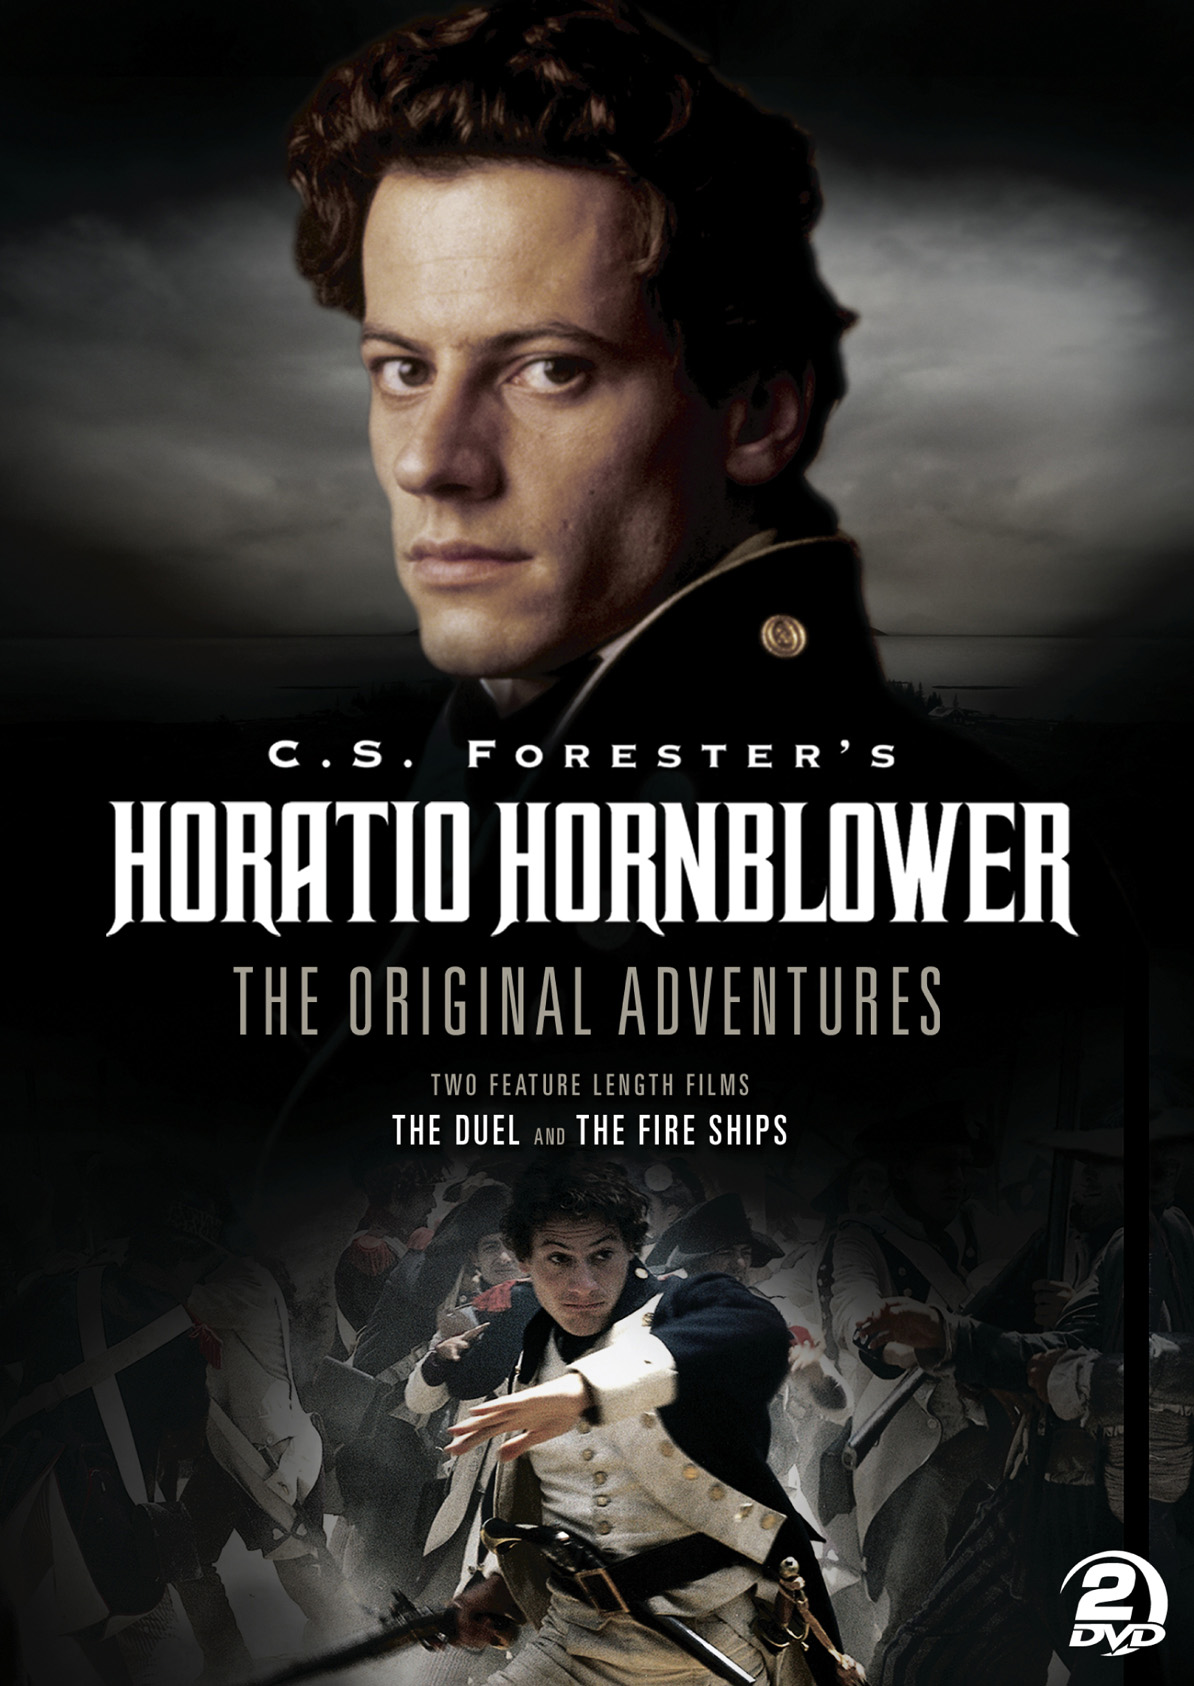 C.S. FORESTER'S
HORATIO HORNBLOWER
THE ORIGINAL ADVENTURES
TWO FEATURE LENGTH FILMS
THE DUEL AND THE FIRE SHIPS
2
DVD